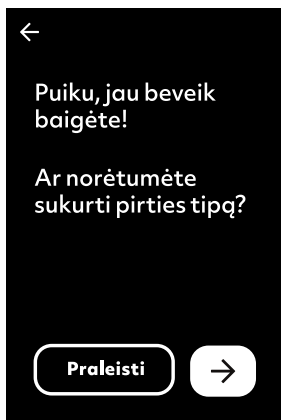 Puiku, jau beveik
baigėte!
Ar norėtumėte
sukurti pirties tipą?
Praleisti